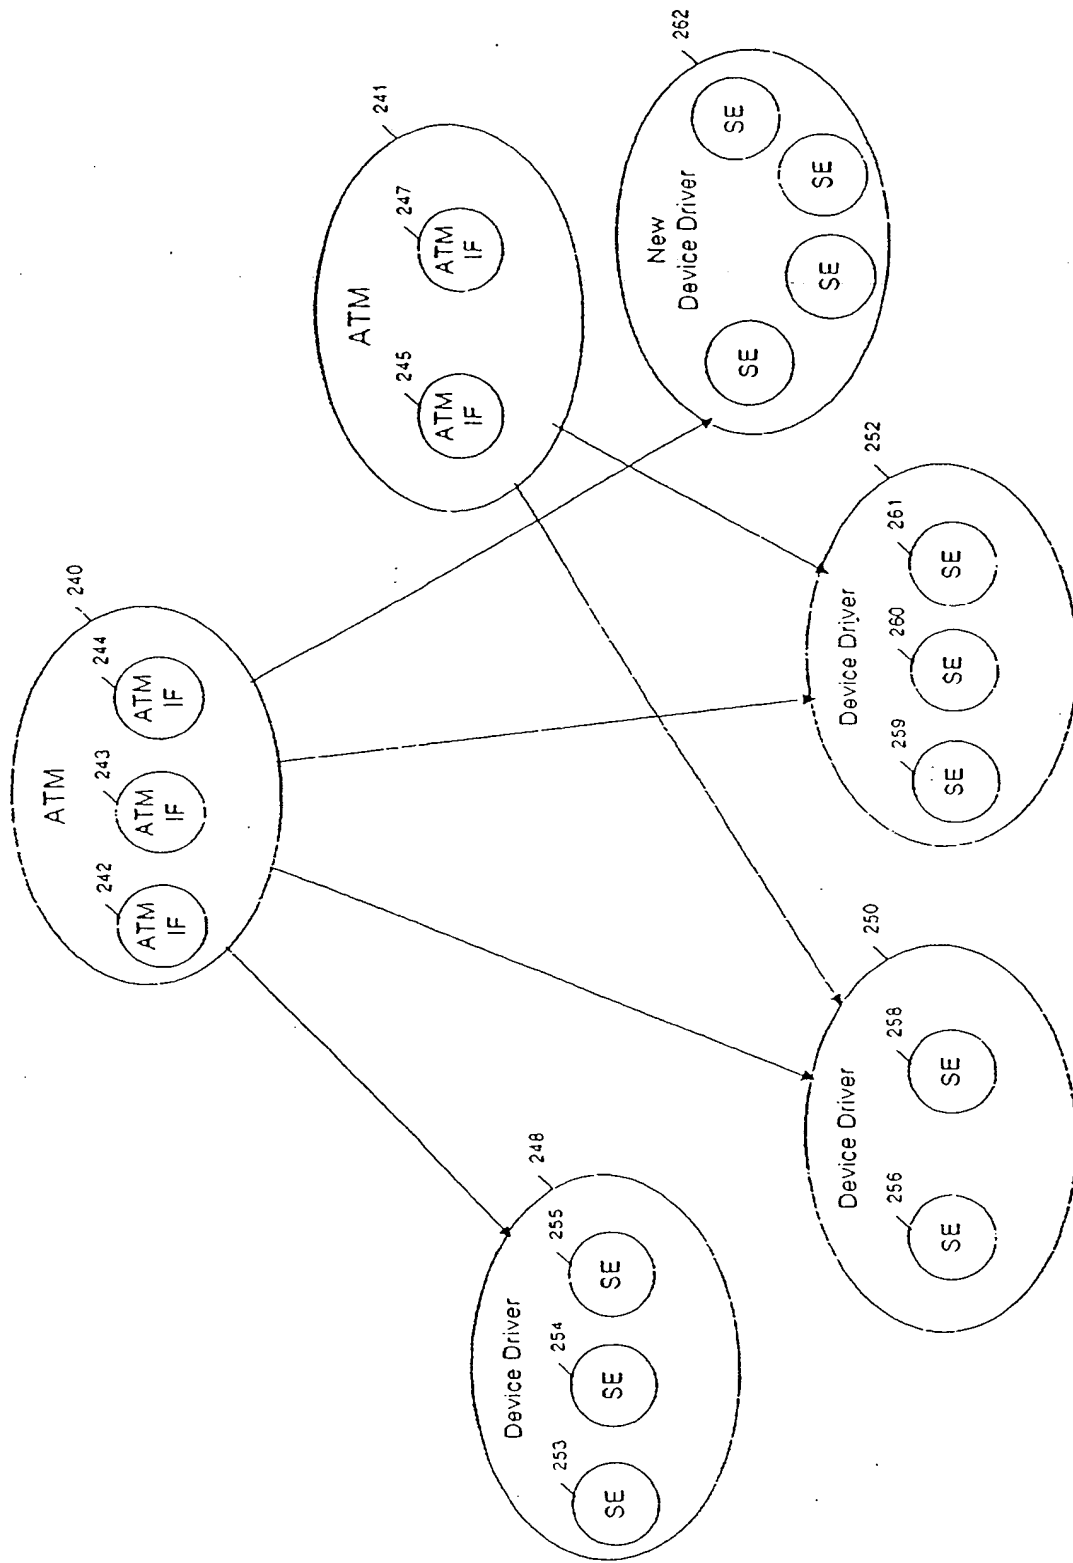 240
ATM
242
ATM
IF
243
ATM
IF
244
ATM
IF
241
ATM
245
ATM
IF
247
ATM
IF
248
Device Driver
253
SE
254
SE
255
SE
250
Device Driver
256
SE
258
SE
252
Device Driver
259
SE
260
SE
261
SE
262
New
Device Driver
SE
SE
SE
SE